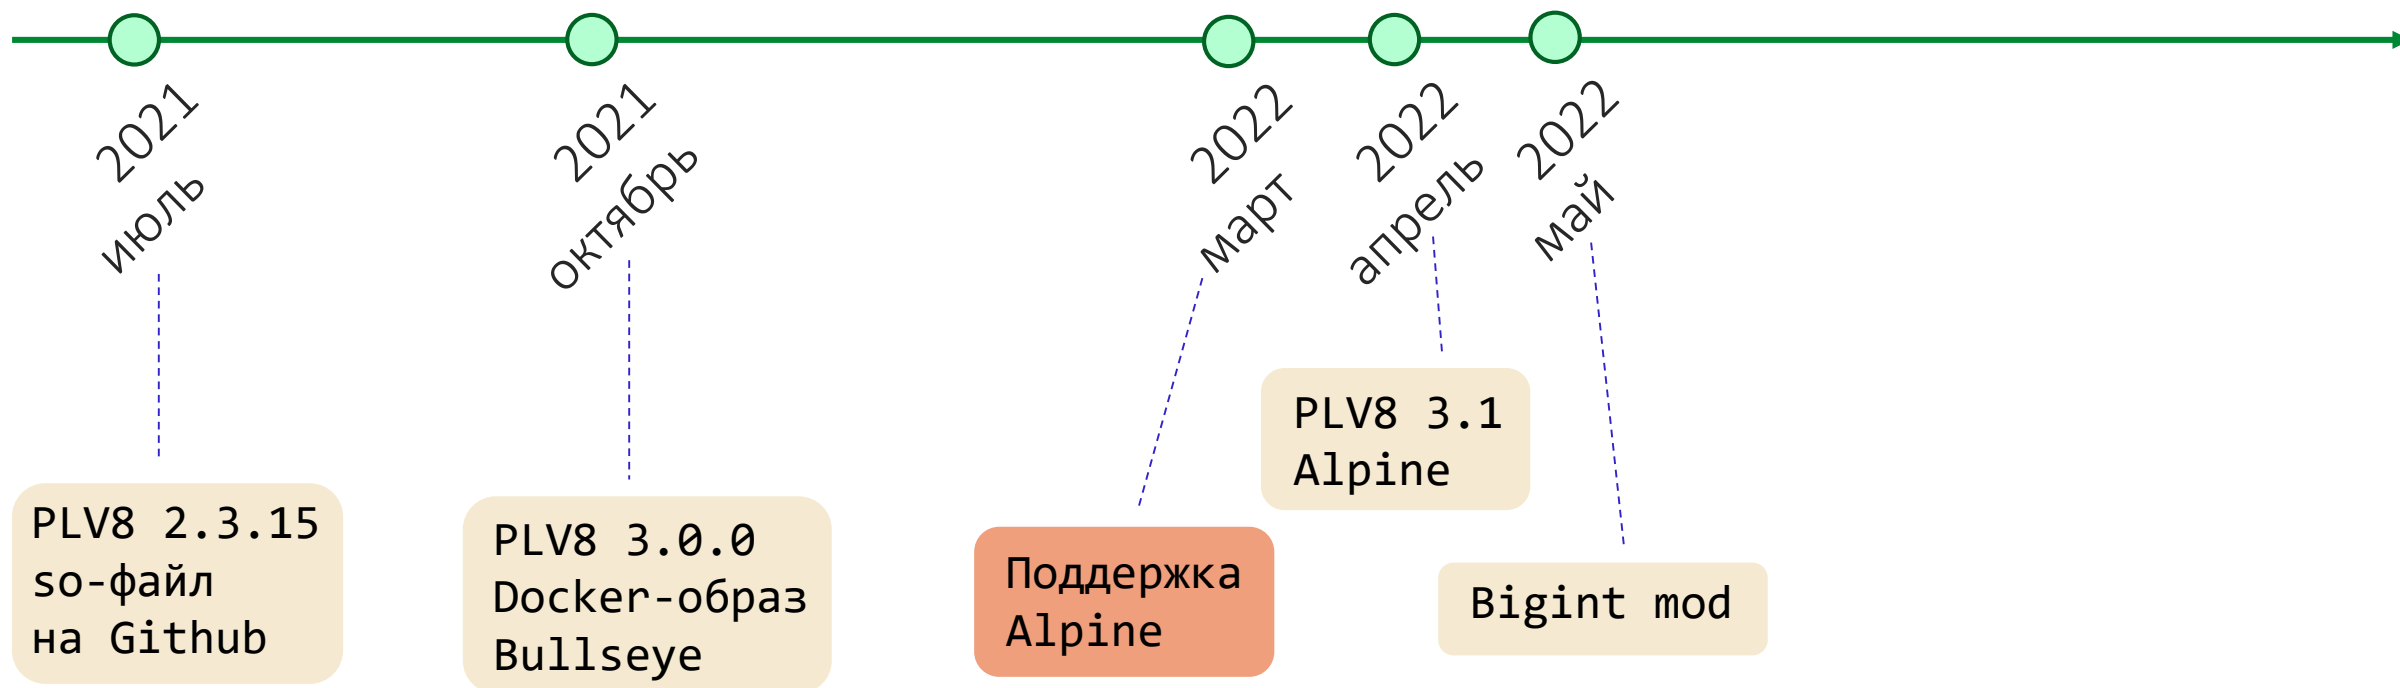 2021
июль
2021
октябрь
2022
март
2022
апрель
2022
май
PLV8 2.3.15
so-файл
на Github
PLV8 3.0.0
Docker-образ
Bullseye
Поддержка
Alpine
PLV8 3.1
Alpine
Bigint mod